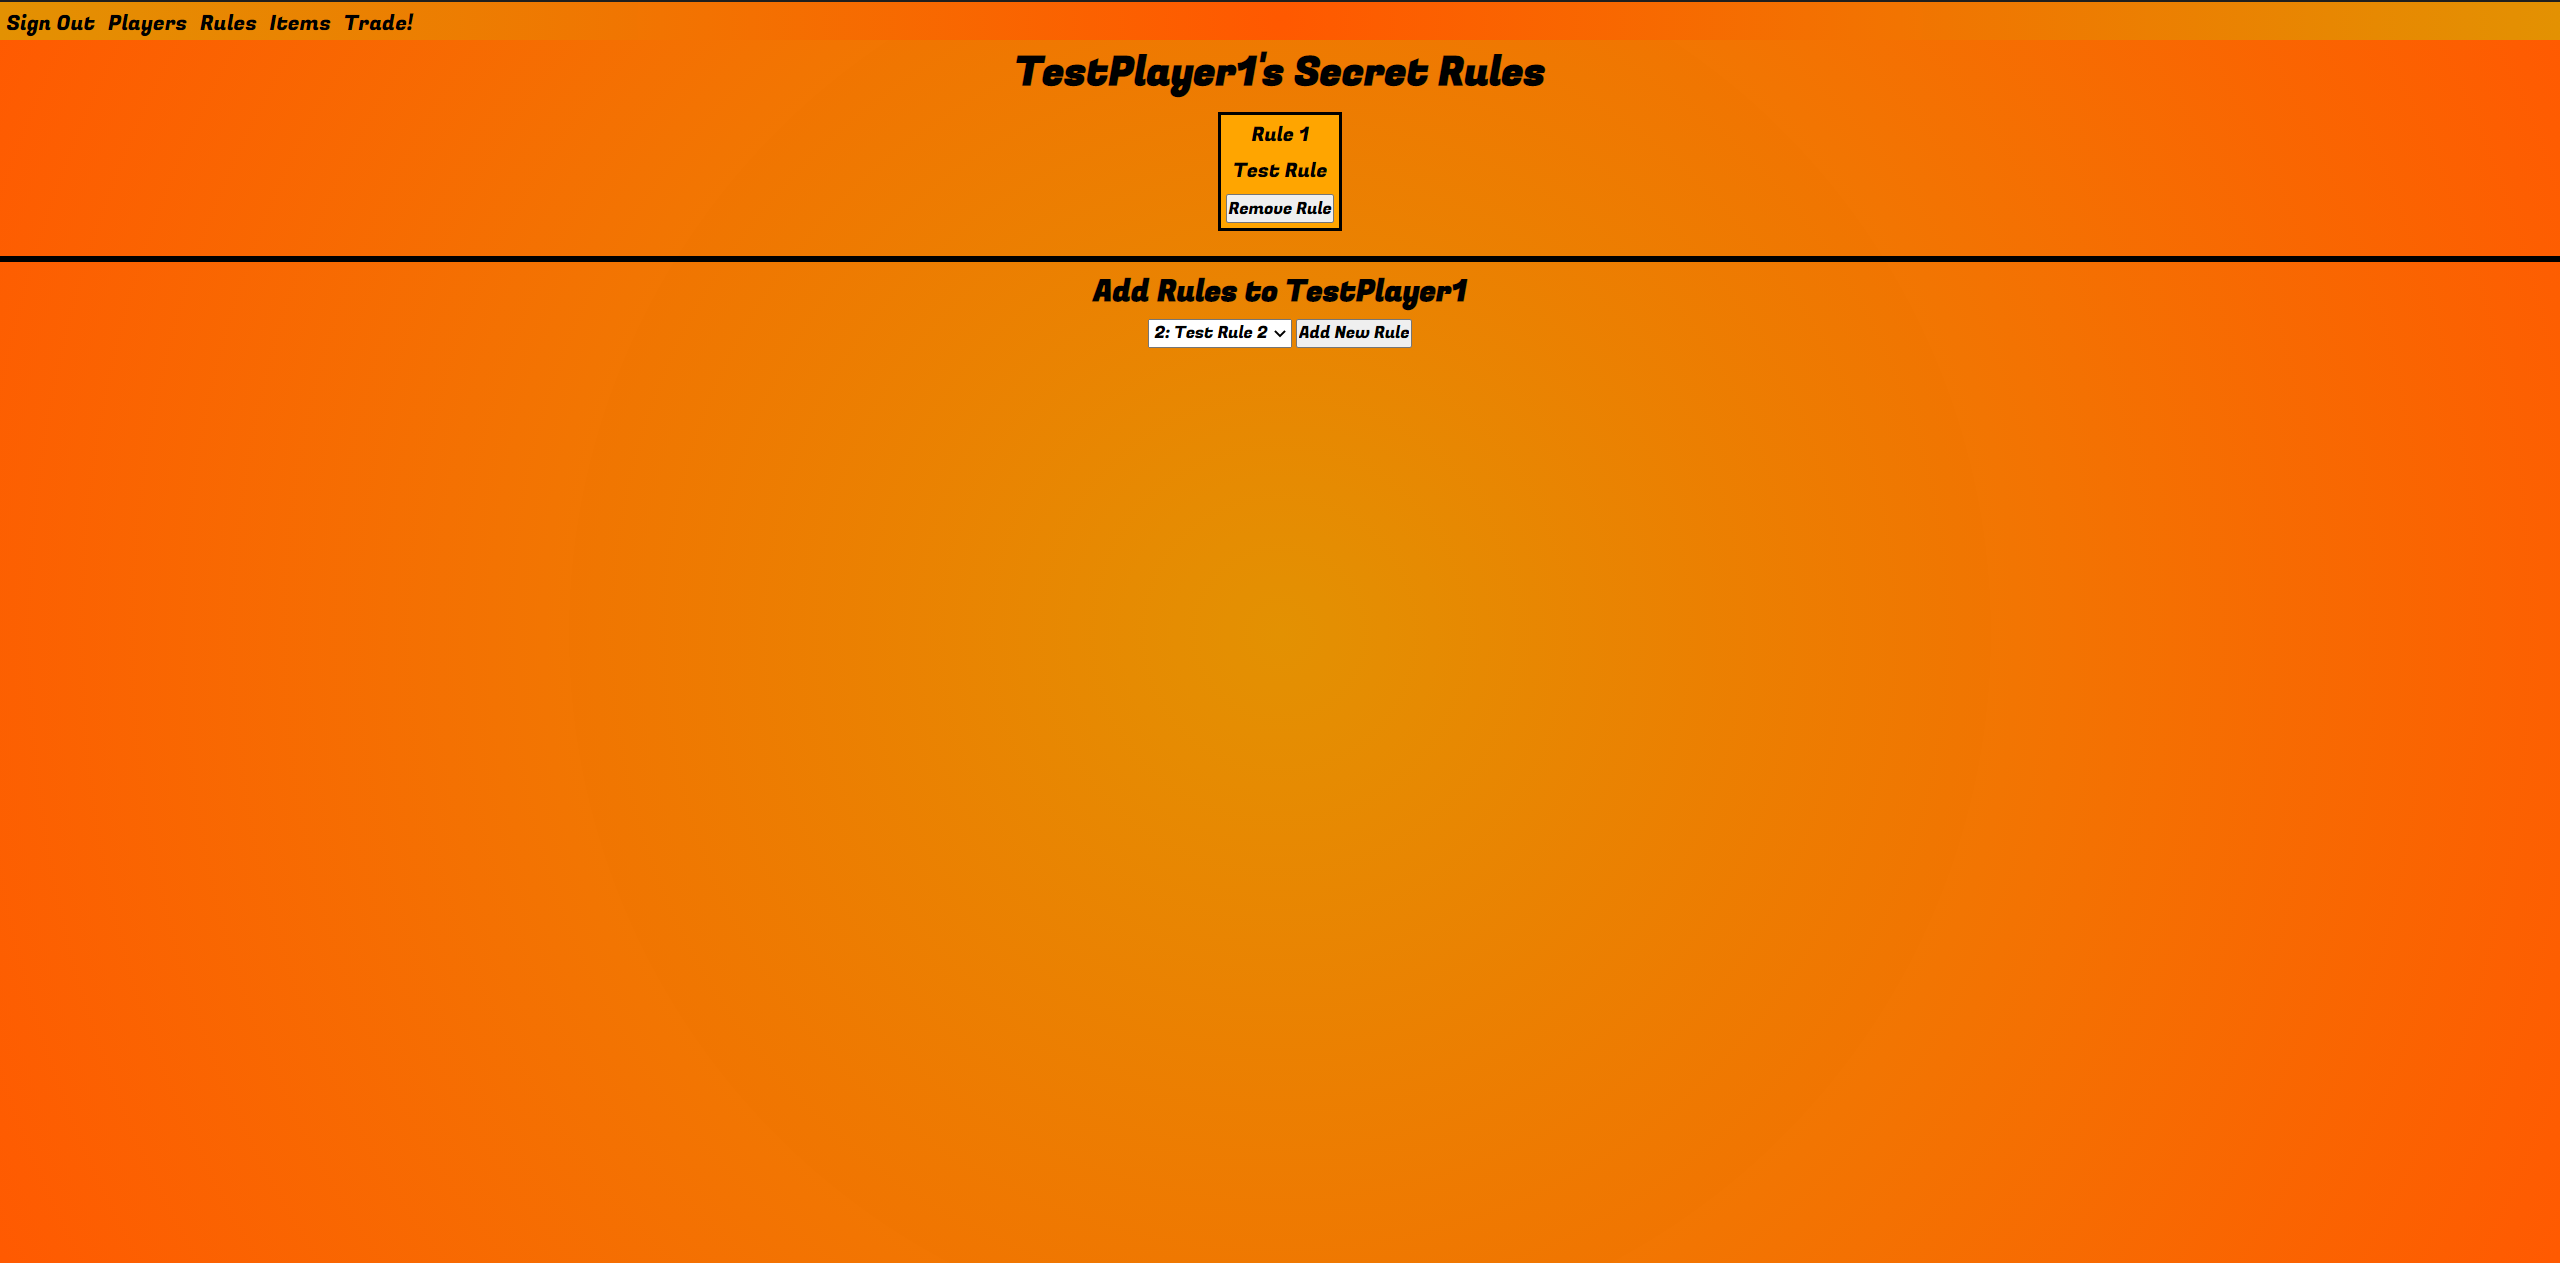 Sign Out Players Rules Items Trade!
TestPlayer1's Secret Rules
Rule 1
Test Rule
Remove Rule
Add Rules to TestPlayer1
2: Test Rule 2 Add New Rule